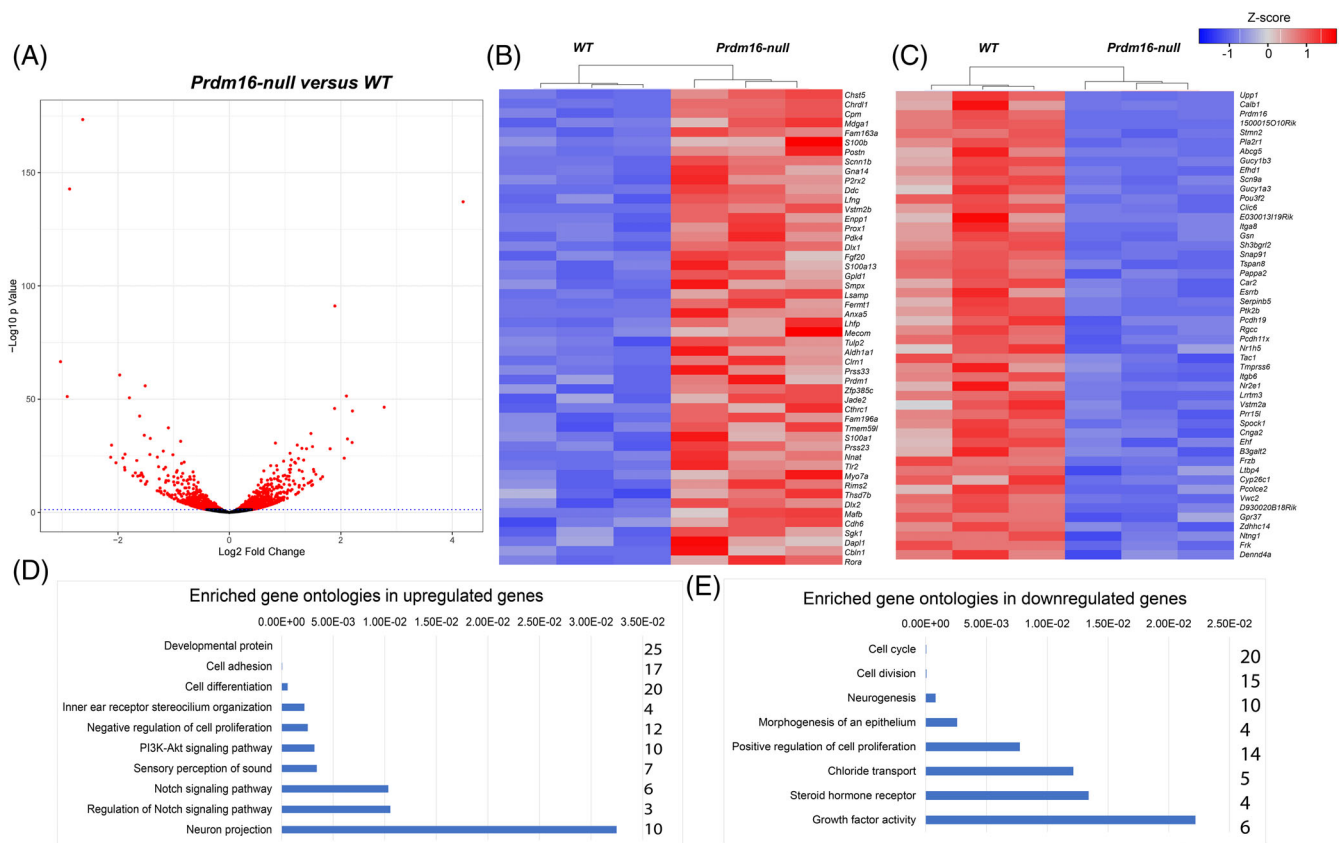 (A)
Prdm16-null versus WT
150
100
50
0
−Log10 p Value
−2
0
2
4
Log2 Fold Change
(B)
WT
Prdm16-null
Chst5
Chrdl1
Cpm
Mdga1
Fam163a
S100b
Postn
Scnn1b
Gna14
P2rx2
Ddc
Lfng
Vstm2b
Enpp1
Prox1
Pdk4
Dlx1
Fgf20
S100a13
Gpld1
Smpx
Lsamp
Fermt1
Anxa5
Lhfp
Mecom
Tulp2
Aldh1a1
Clrn1
Prss33
Prdm1
Zfp385c
Jade2
Cthrc1
Fam196a
Tmem59l
S100a1
Prss23
Nnat
Tlr2
Myo7a
Rims2
Thsd7b
Dlx2
Mafb
Cdh6
Sgk1
Dapl1
Cbln1
Rora
(C)
WT
Prdm16-null
Z-score
-1
0
1
Upp1
Calb1
Prdm16
1500015O10Rik
Stmn2
Pla2r1
Abcg5
Gucy1b3
Efhd1
Scn9a
Gucy1a3
Pou3f2
Clic6
E030013I19Rik
Itga8
Gsn
Sh3bgrl2
Snap91
Tspan8
Pappa2
Car2
Esrrb
Serpinb5
Ptk2b
Pcdh19
Rgcc
Pcdh11x
Nr1h5
Tac1
Tmprss6
Itgb6
Nr2e1
Lrrtm3
Vstm2a
Prr15l
Spock1
Cnga2
Ehf
B3galt2
Frzb
Ltbp4
Cyp26c1
Pcolce2
Vwc2
D930020B18Rik
Gpr37
Zdhhc14
Ntng1
Frk
Dennd4a
(D)
Enriched gene ontologies in upregulated genes
0.00E+00 5.00E-03 1.00E-02 1.50E-02 2.00E-02 2.50E-02 3.00E-02 3.50E-02
Developmental protein 25
Cell adhesion 17
Cell differentiation 20
Inner ear receptor stereocilium organization 4
Negative regulation of cell proliferation 12
PI3K-Akt signaling pathway 10
Sensory perception of sound 7
Notch signaling pathway 6
Regulation of Notch signaling pathway 3
Neuron projection 10
(E)
Enriched gene ontologies in downregulated genes
0.00E+00 5.00E-03 1.00E-02 1.50E-02 2.00E-02 2.50E-02
Cell cycle 20
Cell division 15
Neurogenesis 10
Morphogenesis of an epithelium 4
Positive regulation of cell proliferation 14
Chloride transport 5
Steroid hormone receptor 4
Growth factor activity 6